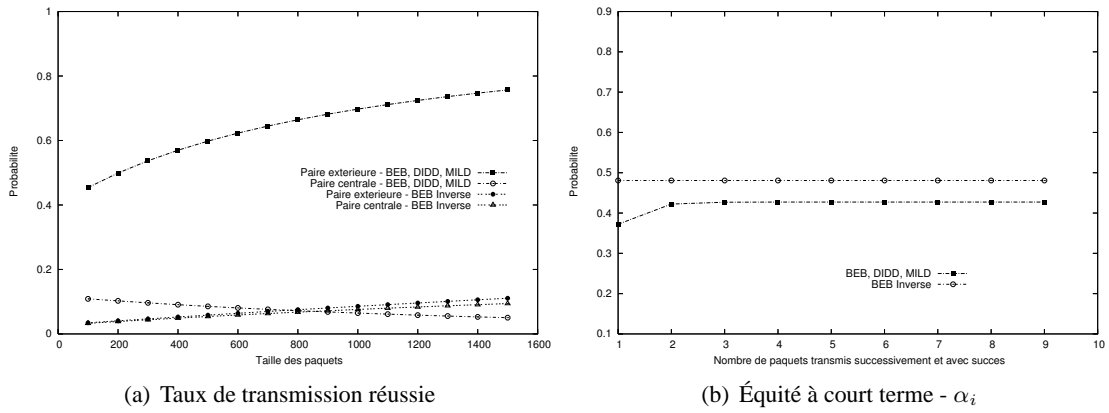 1
0.8
0.6
0.4
0.2
0
Probabilite
0 200 400 600 800 1000 1200 1400 1600
Taille des paquets
Paire exterieure - BEB, DIDD, MILD
Paire centrale - BEB, DIDD, MILD
Paire exterieure - BEB Inverse
Paire centrale - BEB Inverse
(a) Taux de transmission réussie
0.9
0.8
0.7
0.6
0.5
0.4
0.3
0.2
0.1
Probabilite
1 2 3 4 5 6 7 8 9 10
Nombre de paquets transmis successivement et avec succes
BEB, DIDD, MILD
BEB Inverse
(b) Équité à court terme - αi